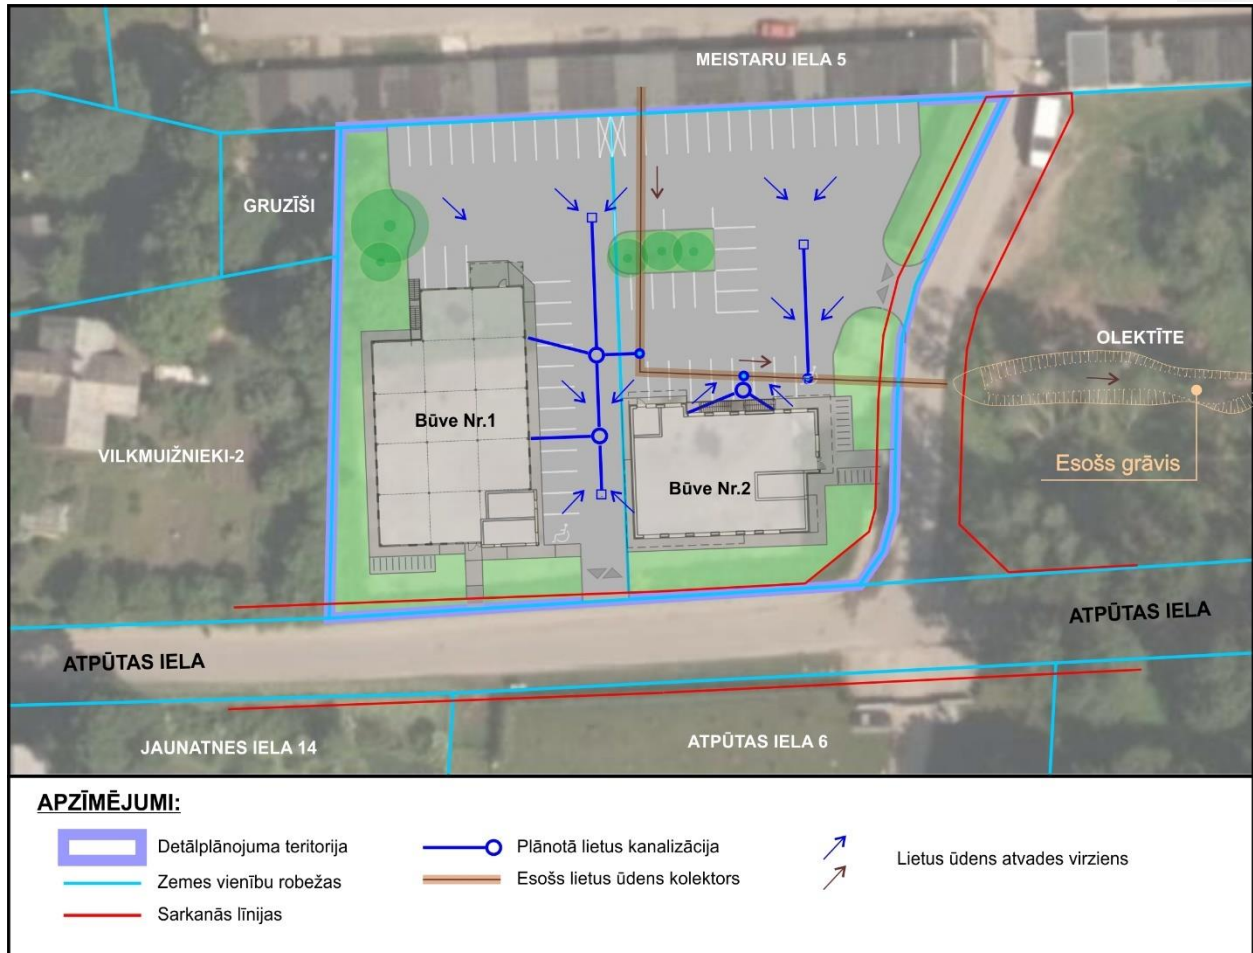 MEISTARU IELA 5
GRUZĪŠI
OLEKTĪTE
Būve Nr.1
VILKMUIŽNIEKI-2
Esošs grāvis
Būve Nr.2
ATPŪTAS IELA
ATPŪTAS IELA
JAUNATNES IELA 14
ATPŪTAS IELA 6
APZĪMĒJUMI:
Detālplānojuma teritorija
Zemes vienību robežas
Sarkanās līnijas
Plānotā lietus kanalizācija
Esošs lietus ūdens kolektors
Lietus ūdens atvades virziens